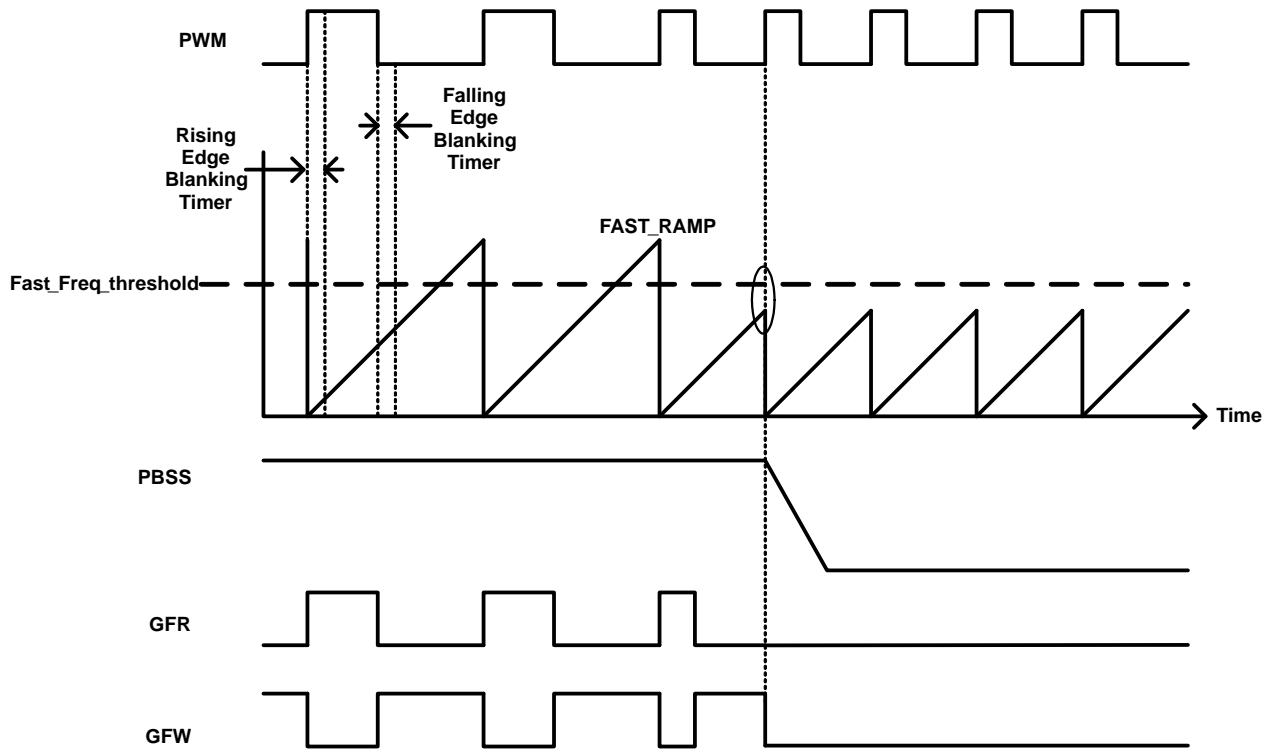 PWM
Falling
Edge
Blanking
Timer
Rising
Edge
Blanking
Timer
FAST_RAMP
Fast_Freq_threshold
Time
PBSS
GFR
GFW